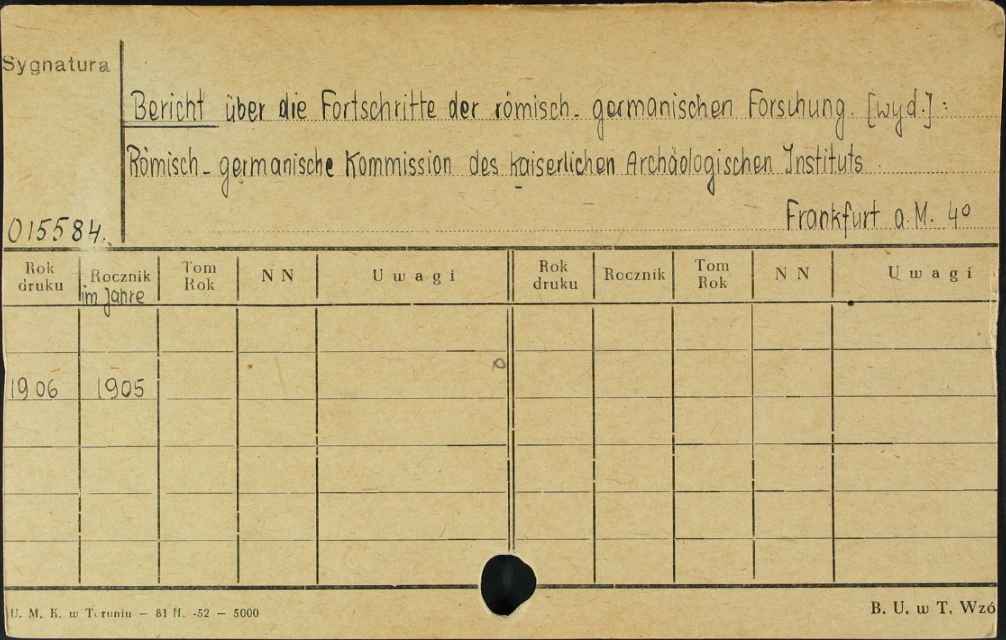 Sygnatura
Bericht über die Fortschritte der römisch-germanischen Forschung. [wyd.]:
Römisch-germanische Kommission des kaiserlichen Archäologischen Instituts.
Frankfurt a. M. 4°
015584.
Rok druku Rocznik im Jahre Tom Rok N N Uwagi Rok druku Rocznik Tom Rok N N Uwagi
1906 1905
U. M. K. w Toruniu — 81 -52 — 5000
B. U. w T. Wzó